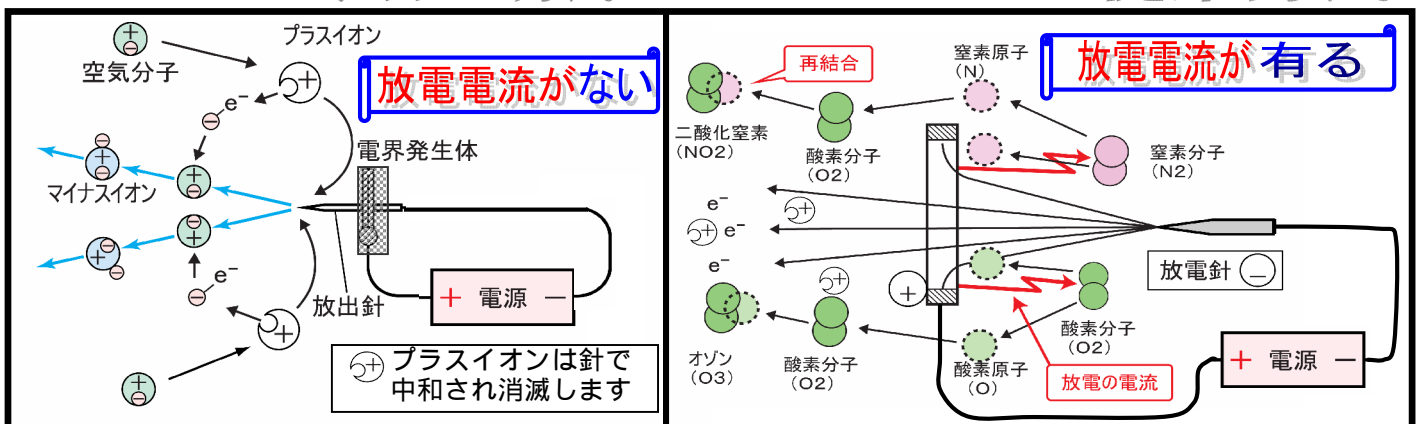 プラスイオン
空気分子
放電電流がない
e⁻
電界発生体
マイナスイオン
e⁻
放出針
+ 電源 −
プラスイオンは針で
中和され消滅します
放電電流が 有る
再結合
窒素原子
(N)
二酸化窒素
(NO2)
酸素分子
(O2)
窒素分子
(N2)
e⁻
e⁻
e⁻
放電針 −
+
オゾン
(O3)
酸素分子
(O2)
酸素原子
(O)
酸素分子
(O2)
放電の電流
+ 電源 −